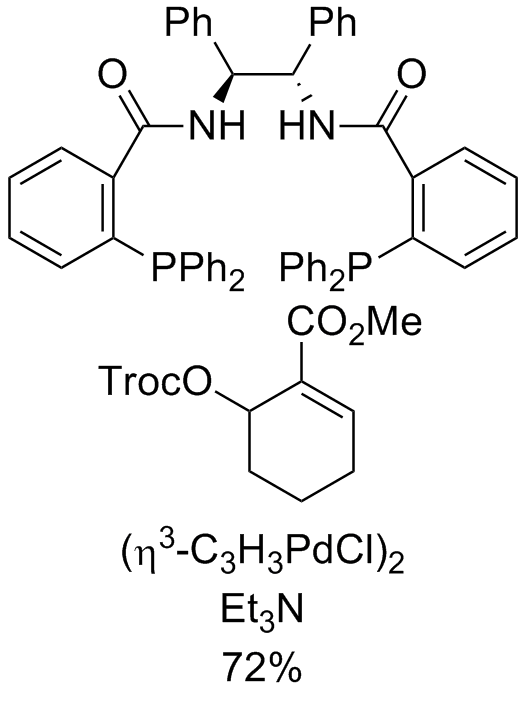 Ph Ph
O O
NH HN
PPh₂ Ph₂P
CO₂Me
TrocO
(η³-C₃H₃PdCl)₂
Et₃N
72%